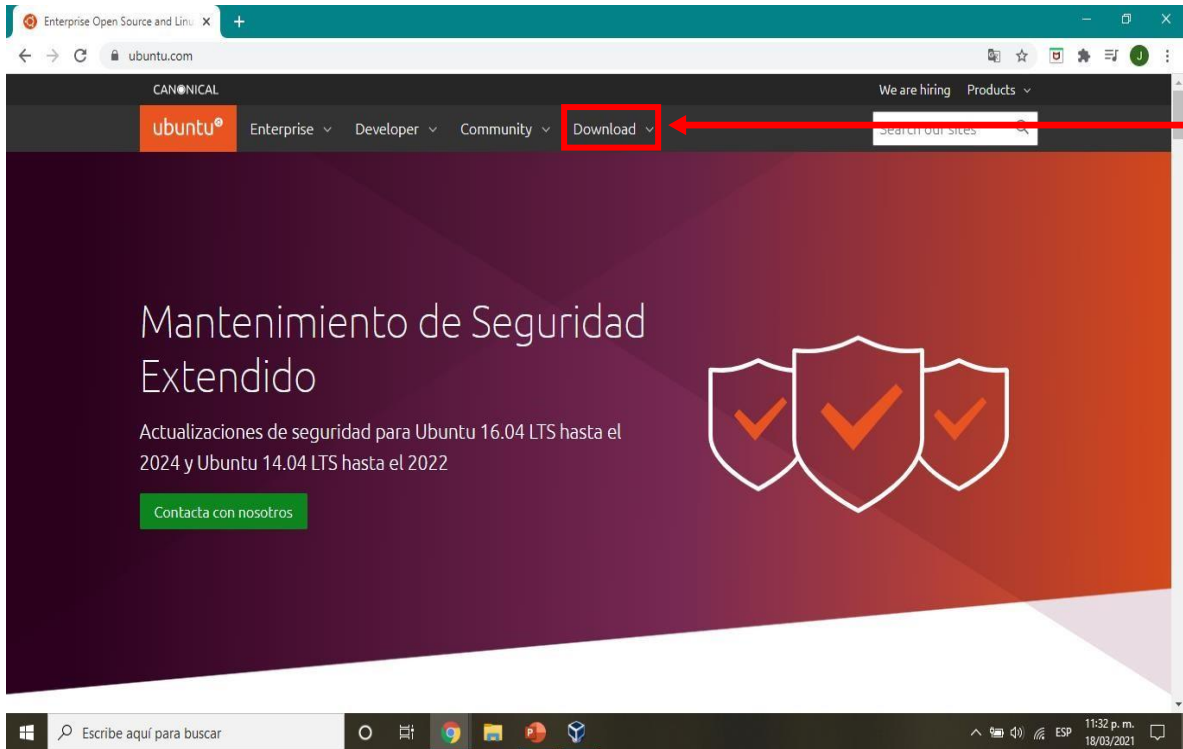 Enterprise Open Source and Linu
ubuntu.com
J
CANONICAL
We are hiring Products
ubuntu Enterprise Developer Community Download Search our sites
Mantenimiento de Seguridad
Extendido
Actualizaciones de seguridad para Ubuntu 16.04 LTS hasta el
2024 y Ubuntu 14.04 LTS hasta el 2022
Contacta con nosotros
Escribe aquí para buscar
ESP
11:32 p. m.
18/03/2021